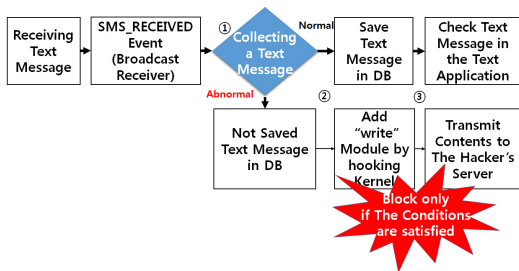 Receiving
Text
Message
SMS_RECEIVED
Event
(Broadcast
Receiver)
①
Collecting
a Text
Message
Normal
Save
Text
Message
in DB
Check Text
Message in
the Text
Application
Abnormal
Not Saved
Text Message
in DB
②
Add
“write”
Module by
hooking
Kernel
③
Transmit
Contents to
The Hacker’s
Server
Block only
if The Conditions
are satisfied